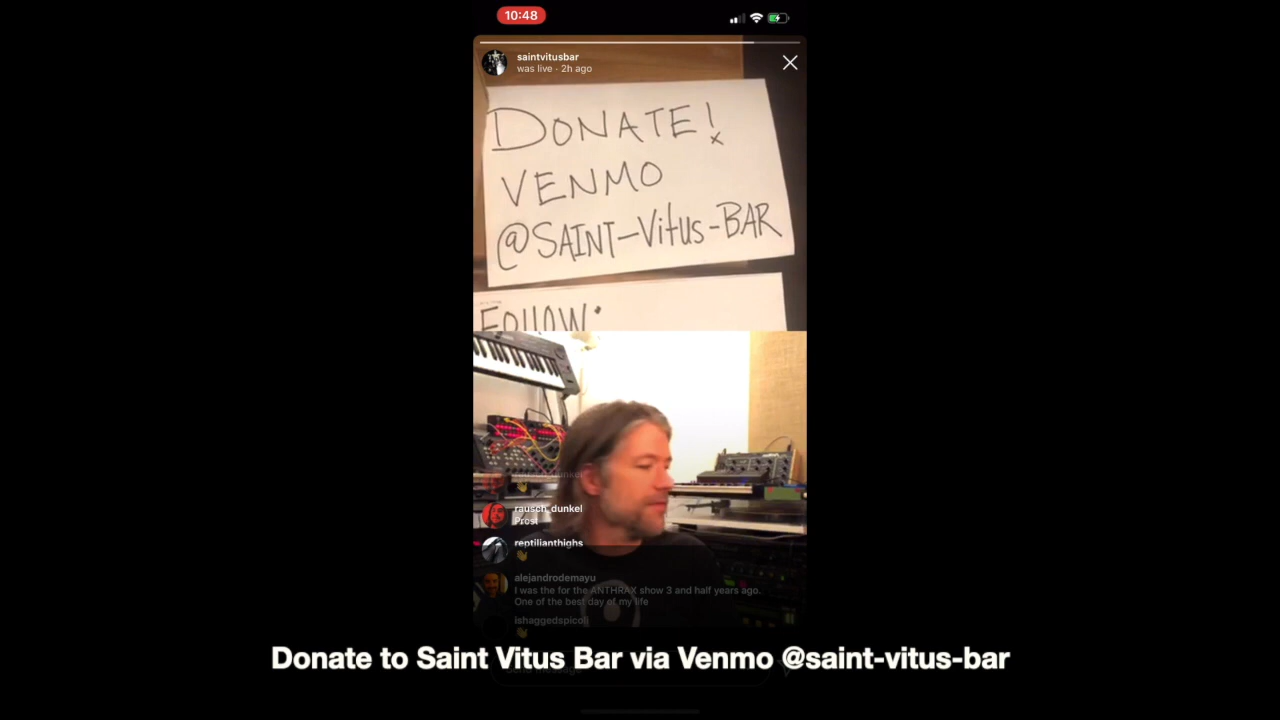 10:48
saintvitusbar
was live · 2h ago
DONATE!
VENMO
@SAINT-VITUS-BAR
FOLLOW:
rausch_dunkel
Prost
reptilianthighs
alejandrodemayu
I was the for the ANTHRAX show 3 and half years ago.
One of the best day of my life
ishaggedspicoli
Donate to Saint Vitus Bar via Venmo @saint-vitus-bar